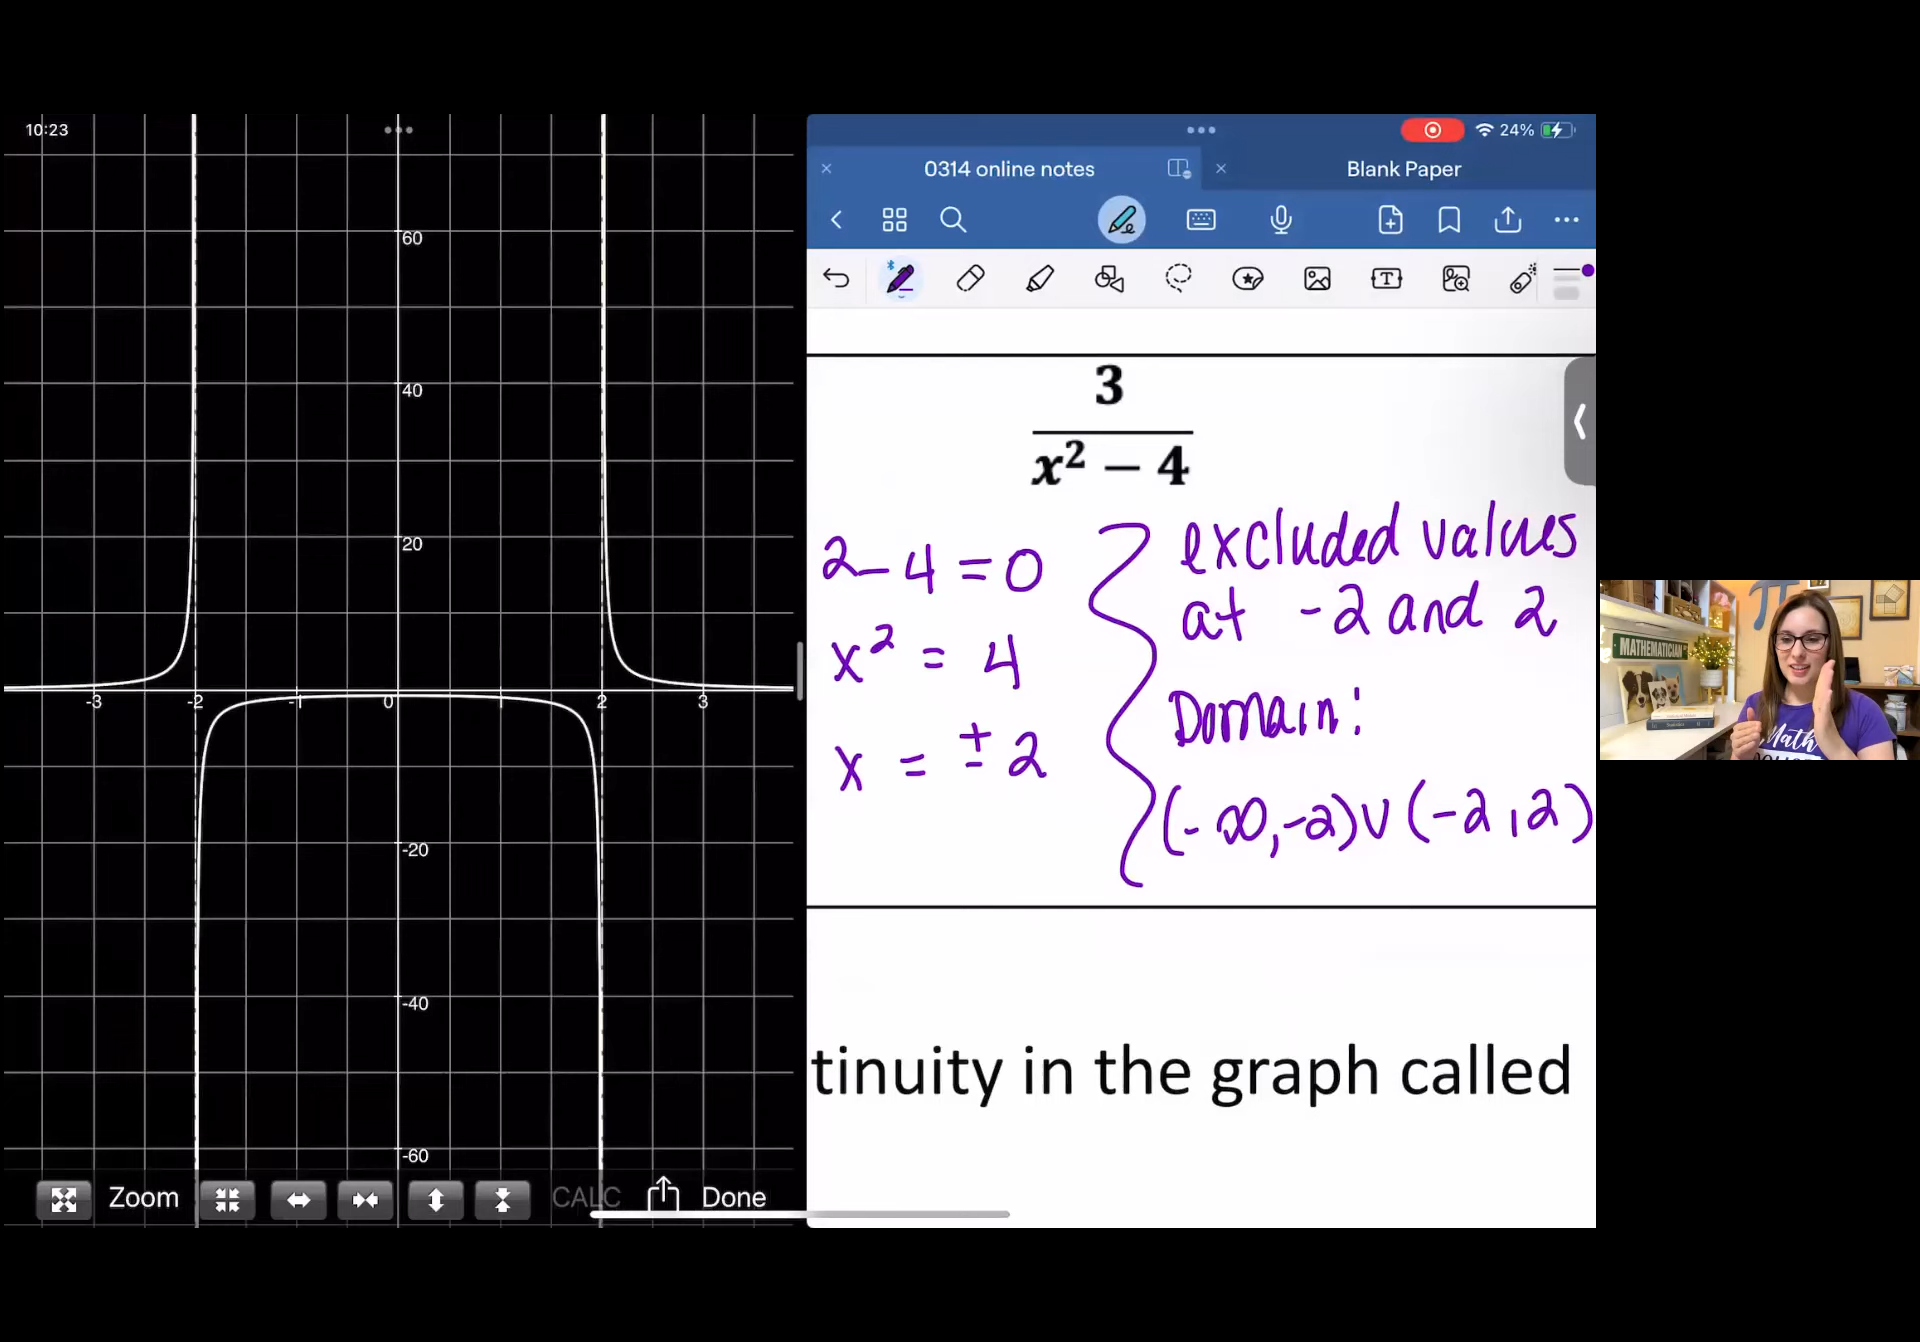 10:23
60
40
20
-3
-2
-1
0
2
3
-20
-40
-60
Zoom
CALC
Done
24%
0314 online notes
Blank Paper
3
x² − 4
2 - 4 = 0
x² = 4
x = ± 2
excluded values
at -2 and 2
Domain:
(-∞, -2) ∪ (-2, 2)
tinuity in the graph called
MATHEMATICIAN
π
Math